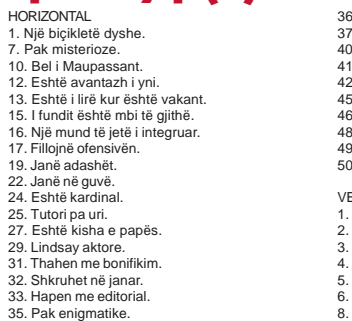 HORIZONTAL
1. Një biçikletë dyshe.
7. Pak misterioze.
10. Bel i Maupassant.
12. Eshtë avantazh i yni.
13. Eshtë i lirë kur është vakant.
15. I fundit është mbi të gjithë.
16. Një mund të jetë i integruar.
17. Fillojnë ofensivën.
19. Janë adashët.
22. Janë në guvë.
24. Eshtë kardinal.
25. Tutori pa uri.
27. Eshtë kisha e papës.
29. Lindsay aktore.
31. Thahen me bonifikim.
32. Shkruhet në janar.
33. Hapen me editorial.
35. Pak enigmatike.
36
37
40
41
42
45
46
48
49
50
VE
1.
2.
3.
4.
5.
6.
8.